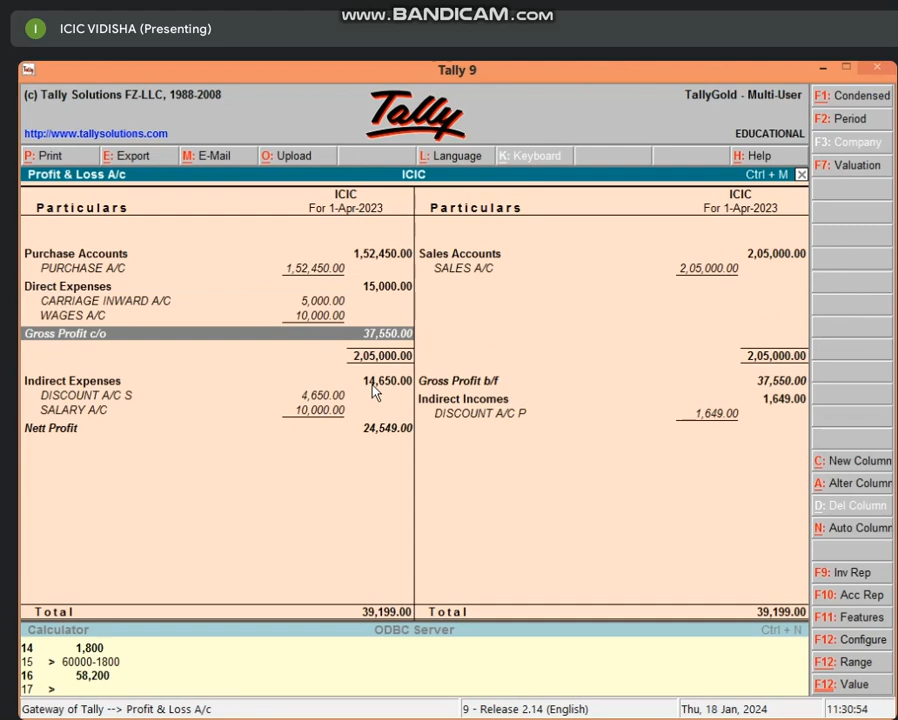 WWW.BANDICAM.COM
I ICIC VIDISHA (Presenting)
Tally Tally 9
(c) Tally Solutions FZ-LLC, 1988-2008 Tally TallyGold - Multi-User
http://www.tallysolutions.com EDUCATIONAL
P: Print E: Export M: E-Mail O: Upload L: Language K: Keyboard H: Help
Profit & Loss A/c ICIC Ctrl + M
Particulars ICIC Particulars ICIC
For 1-Apr-2023 For 1-Apr-2023
Purchase Accounts 1,52,450.00 Sales Accounts 2,05,000.00
PURCHASE A/C 1,52,450.00 SALES A/C 2,05,000.00
Direct Expenses 15,000.00
CARRIAGE INWARD A/C 5,000.00
WAGES A/C 10,000.00
Gross Profit c/o 37,550.00
2,05,000.00 2,05,000.00
Indirect Expenses 14,650.00 Gross Profit b/f 37,550.00
DISCOUNT A/C S 4,650.00 Indirect Incomes 1,649.00
SALARY A/C 10,000.00 DISCOUNT A/C P 1,649.00
Nett Profit 24,549.00
Total 39,199.00 Total 39,199.00
Calculator ODBC Server Ctrl + N
14 1,800
15 > 60000-1800
16 58,200
17 >
Gateway of Tally --> Profit & Loss A/c 9 - Release 2.14 (English) Thu, 18 Jan, 2024 11:30:54
F1: Condensed
F2: Period
F3: Company
F7: Valuation
C: New Column
A: Alter Column
D: Del Column
N: Auto Column
F9: Inv Rep
F10: Acc Rep
F11: Features
F12: Configure
F12: Range
F12: Value